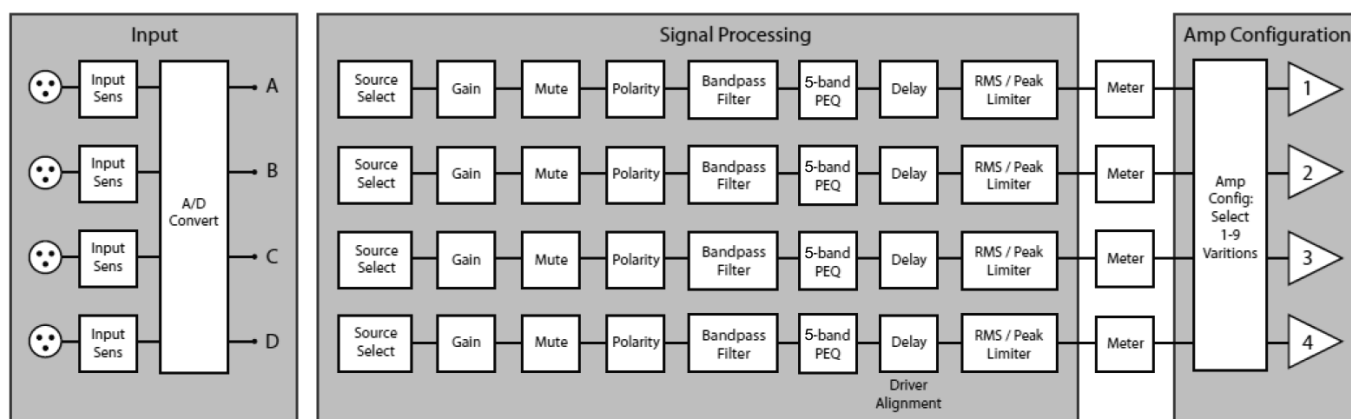 Input
Signal Processing
Amp Configuration
Input
Sens
A
Source
Select
Gain
Mute
Polarity
Bandpass
Filter
5-band
PEQ
Delay
RMS / Peak
Limiter
Meter
1
Input
Sens
B
Source
Select
Gain
Mute
Polarity
Bandpass
Filter
5-band
PEQ
Delay
RMS / Peak
Limiter
Meter
2
A/D
Convert
Amp
Config:
Select
1-9
Varitions
Input
Sens
C
Source
Select
Gain
Mute
Polarity
Bandpass
Filter
5-band
PEQ
Delay
RMS / Peak
Limiter
Meter
3
Input
Sens
D
Source
Select
Gain
Mute
Polarity
Bandpass
Filter
5-band
PEQ
Delay
RMS / Peak
Limiter
Meter
4
Driver
Alignment